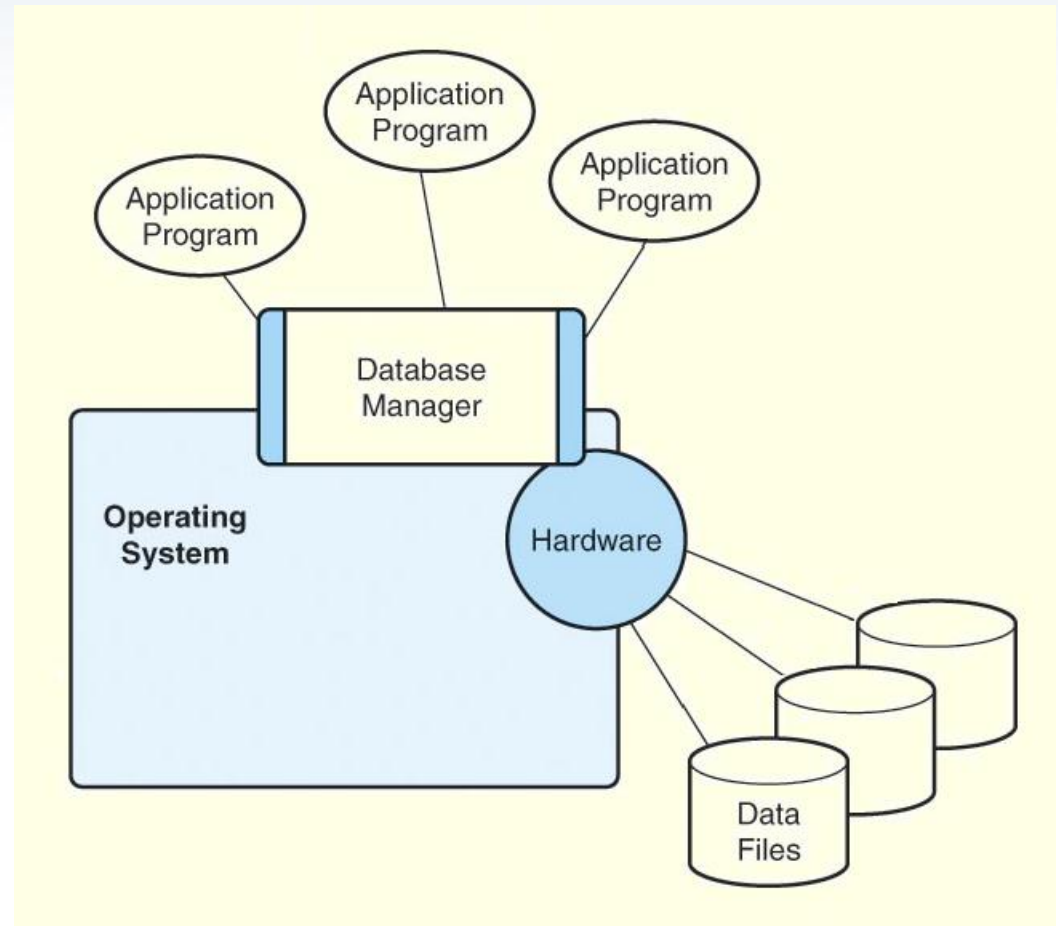 Application
Program
Application
Program
Application
Program
Database
Manager
Operating
System
Hardware
Data
Files